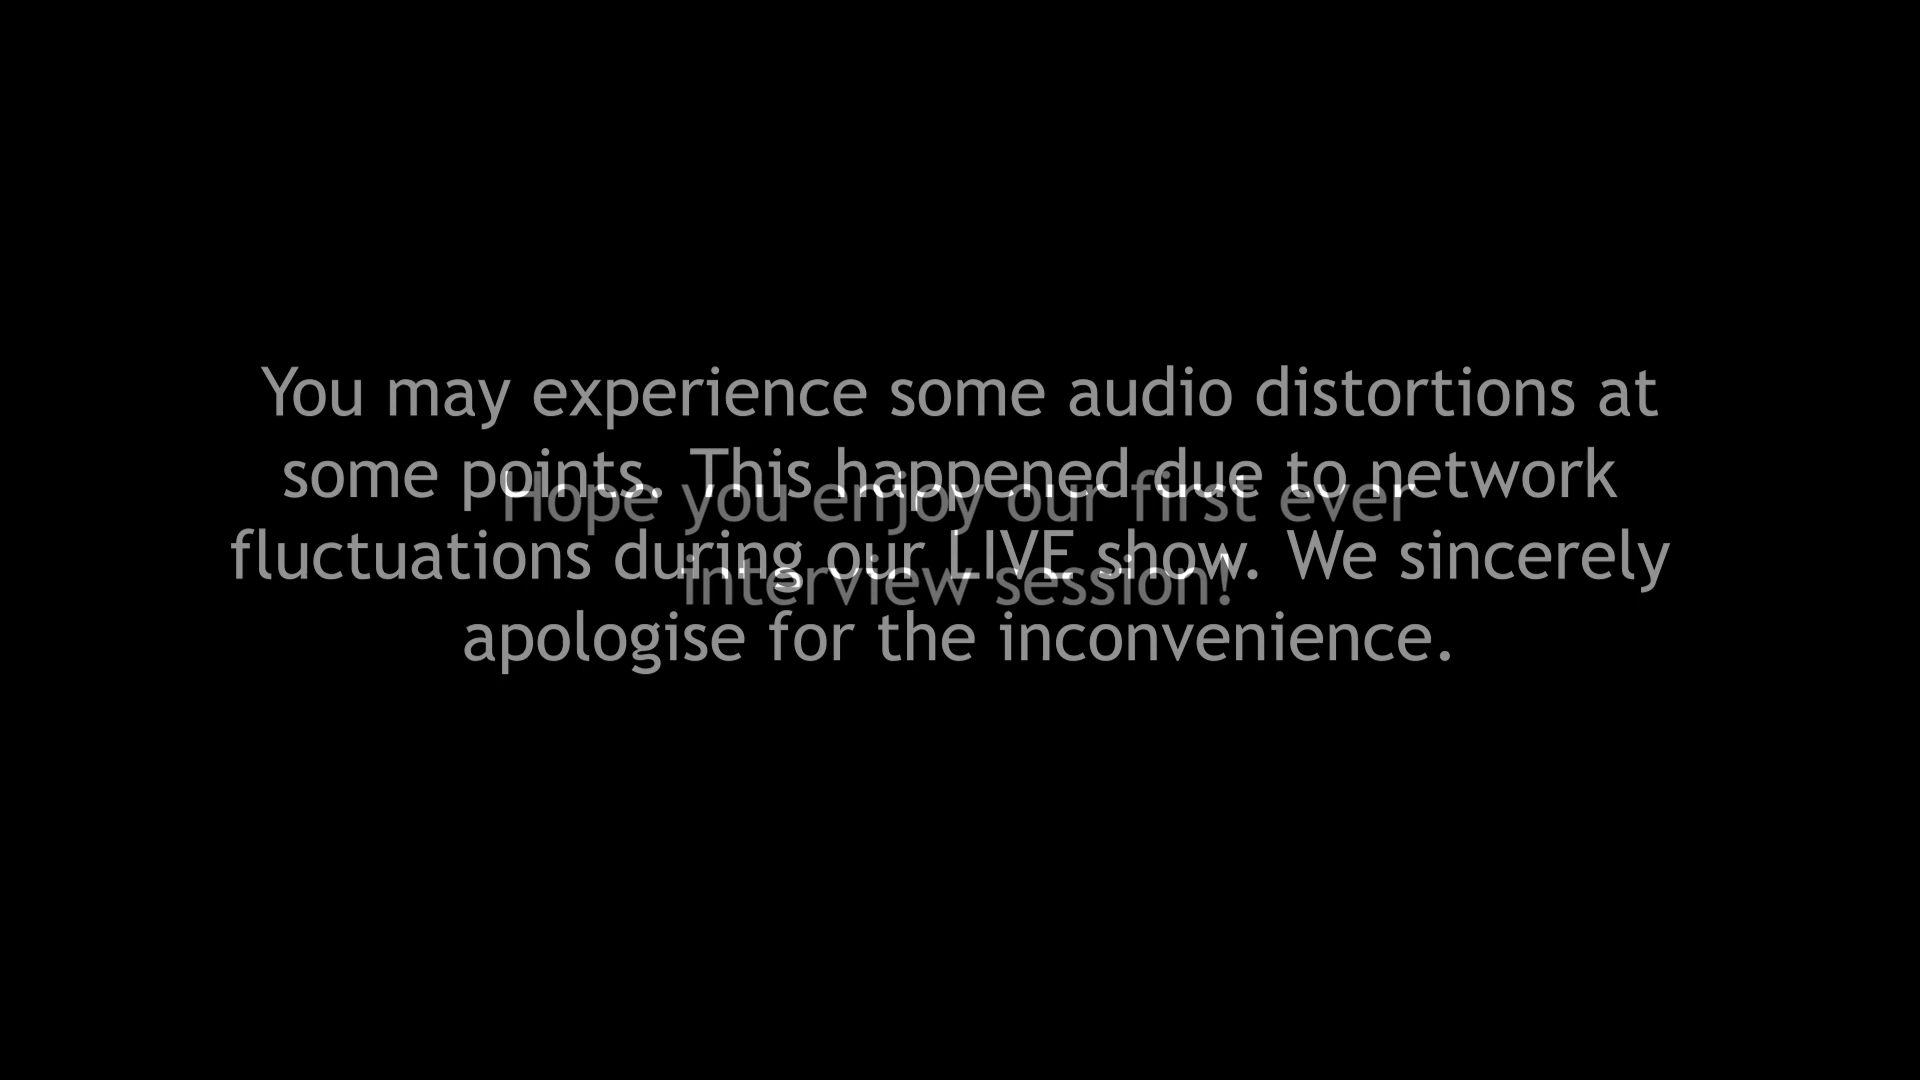 You may experience some audio distortions at
some points. This happened due to network
Hope you enjoy our first ever
fluctuations during our LIVE show. We sincerely
interview session!
apologise for the inconvenience.